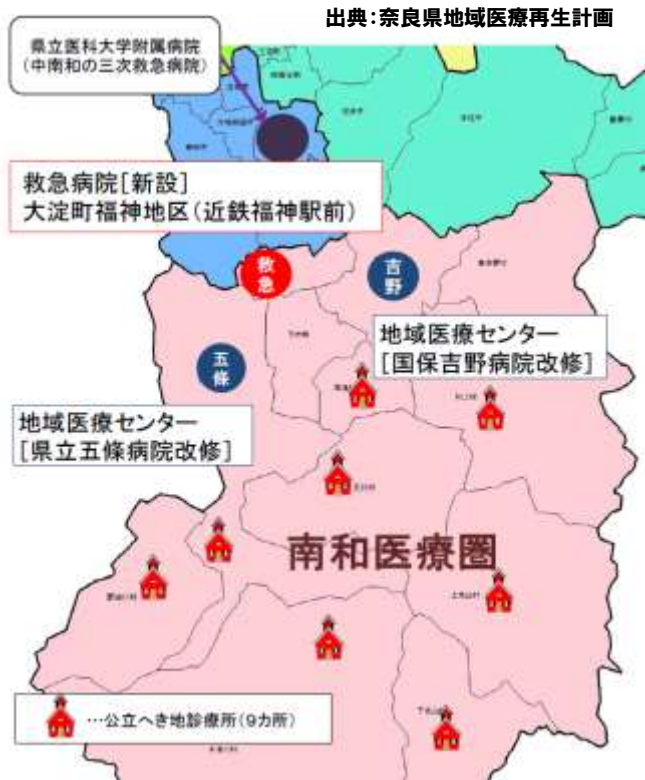 出典：奈良県地域医療再生計画
県立医科大学附属病院
（中南和の三次救急病院）
救急病院［新設］
大淀町福神地区（近鉄福神駅前）
救急
吉野
地域医療センター
［国保吉野病院改修］
五條
地域医療センター
［県立五條病院改修］
南和医療圏
…公立へき地診療所（9カ所）